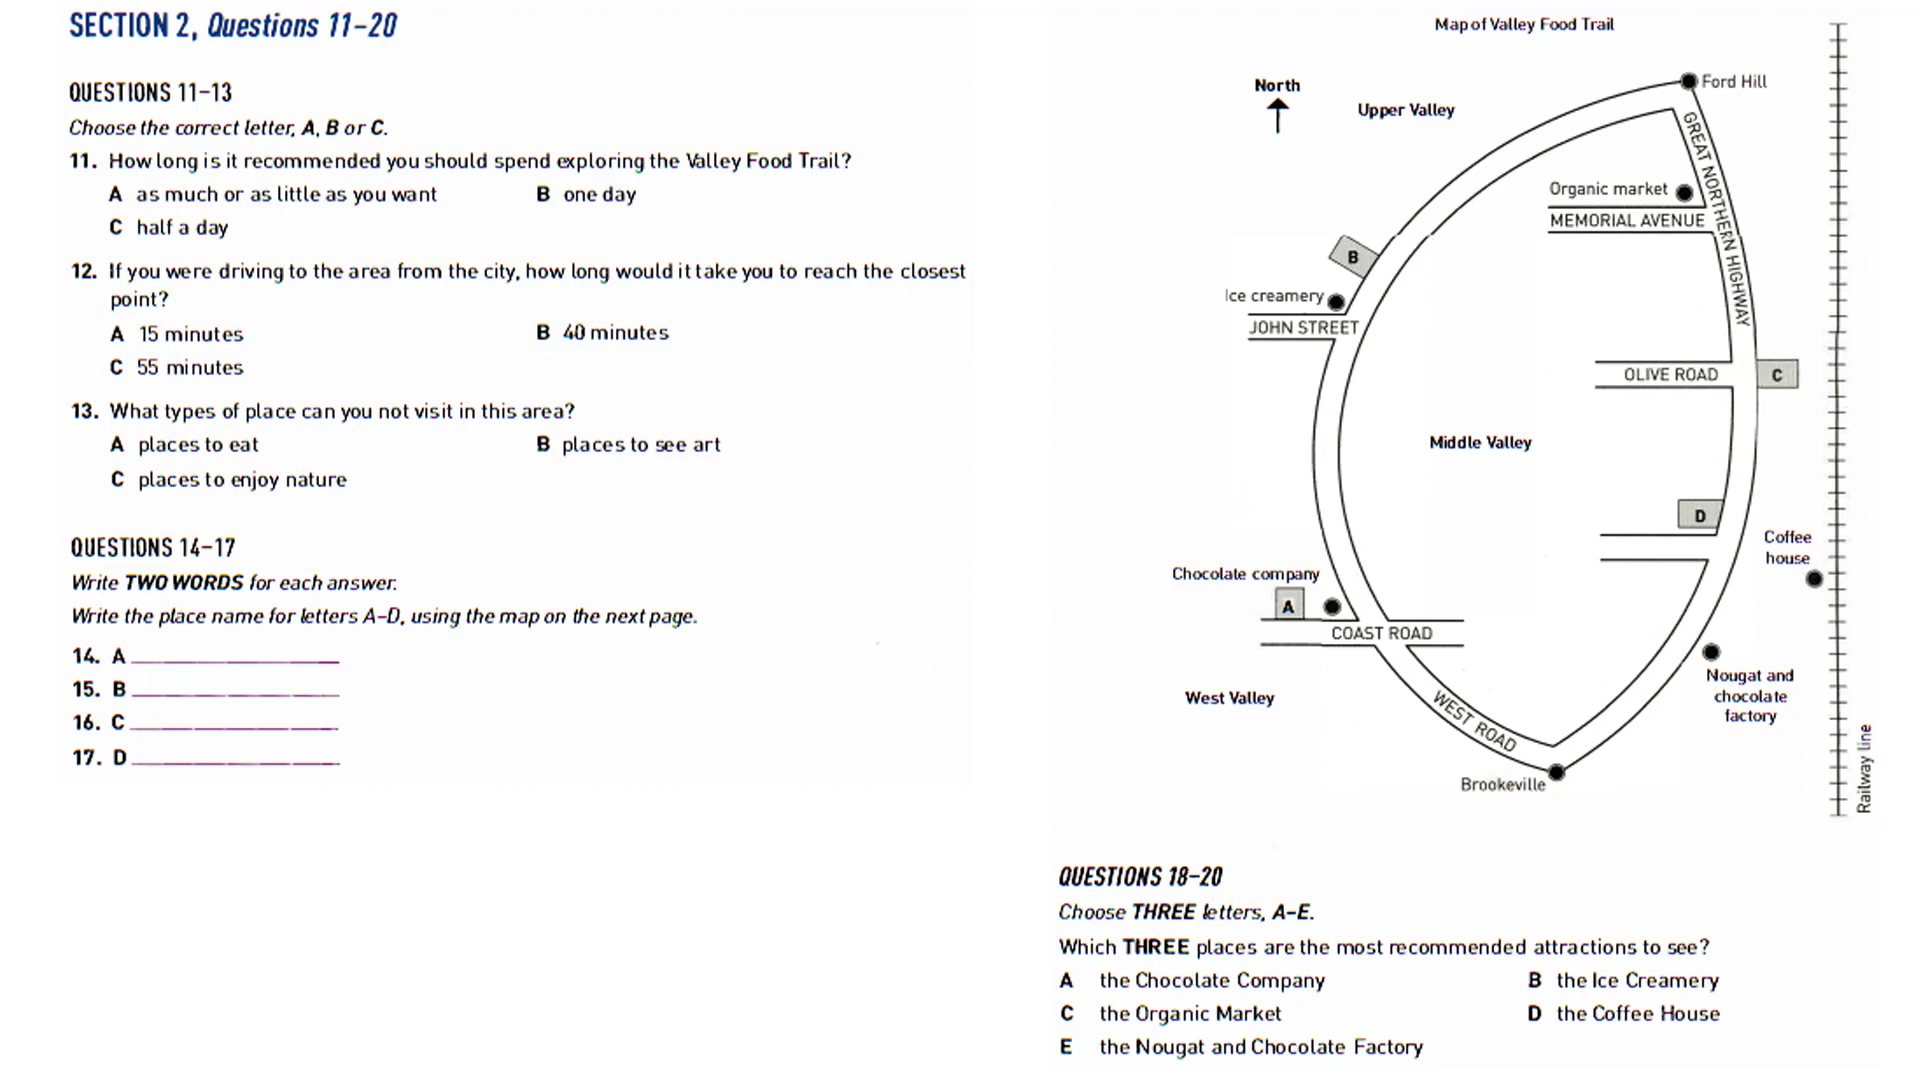 SECTION 2, Questions 11–20
QUESTIONS 11–13
Choose the correct letter, A, B or C.
11. How long is it recommended you should spend exploring the Valley Food Trail?
A as much or as little as you want
B one day
C half a day
12. If you were driving to the area from the city, how long would it take you to reach the closest
point?
A 15 minutes
B 40 minutes
C 55 minutes
13. What types of place can you not visit in this area?
A places to eat
B places to see art
C places to enjoy nature
QUESTIONS 14–17
Write TWO WORDS for each answer.
Write the place name for letters A–D, using the map on the next page.
14. A
15. B
16. C
17. D
Map of Valley Food Trail
North
Upper Valley
Ford Hill
GREAT NORTHERN HIGHWAY
Organic market
MEMORIAL AVENUE
B
Ice creamery
JOHN STREET
OLIVE ROAD
C
Middle Valley
D
Coffee
house
Chocolate company
A
COAST ROAD
Nougat and
chocolate
factory
West Valley
WEST ROAD
Brookeville
Railway line
QUESTIONS 18–20
Choose THREE letters, A–E.
Which THREE places are the most recommended attractions to see?
A the Chocolate Company
B the Ice Creamery
C the Organic Market
D the Coffee House
E the Nougat and Chocolate Factory